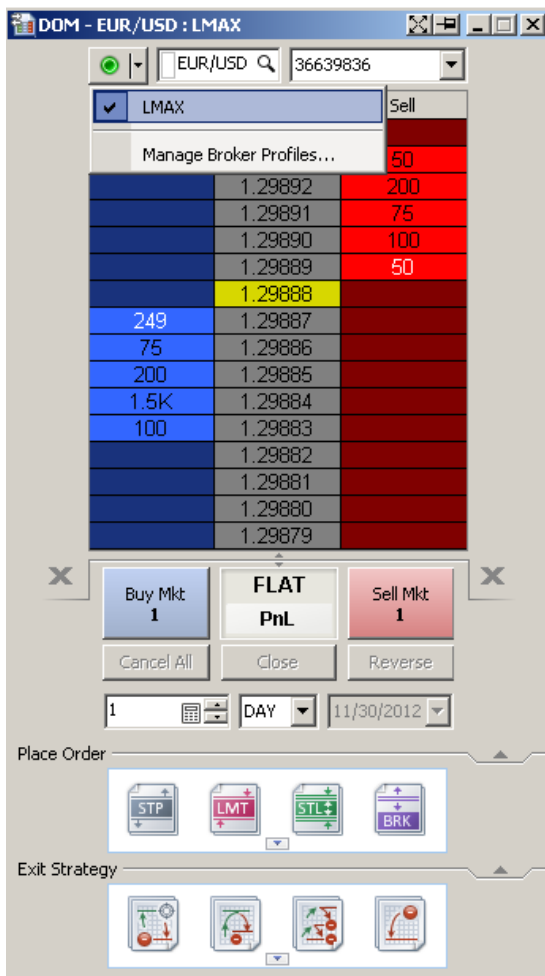 DOM - EUR/USD : LMAX
EUR/USD 36639836
LMAX Sell
Manage Broker Profiles... 50
1.29892 200
1.29891 75
1.29890 100
1.29889 50
1.29888
249 1.29887
75 1.29886
200 1.29885
1.5K 1.29884
100 1.29883
1.29882
1.29881
1.29880
1.29879
Buy Mkt FLAT Sell Mkt
1 PnL 1
Cancel All Close Reverse
1 DAY 11/30/2012
Place Order
STP LMT STL BRK
Exit Strategy